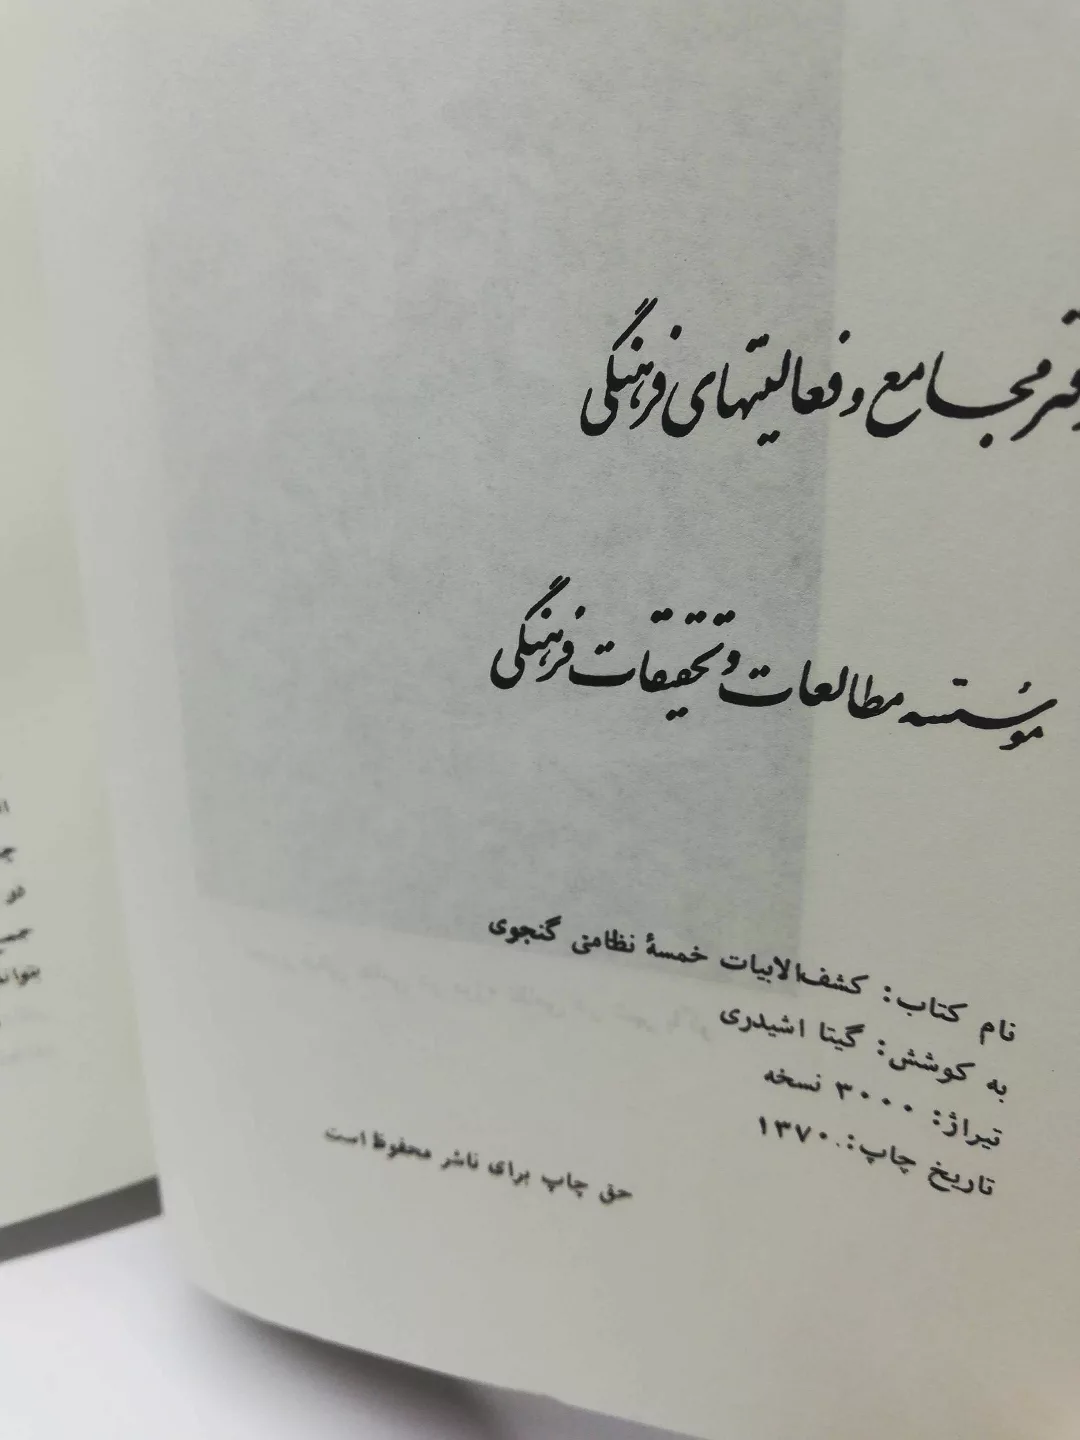 مجامع و فعالیتهای فرهنگی
مؤسسه مطالعات و تحقیقات فرهنگی
نام کتاب: کشف‌الابیات خمسهٔ نظامی گنجوی
به کوشش: گیتا اشیدری
تیراژ: ۳۰۰۰ نسخه
تاریخ چاپ: ۱۳۷۰
حق چاپ برای ناشر محفوظ است